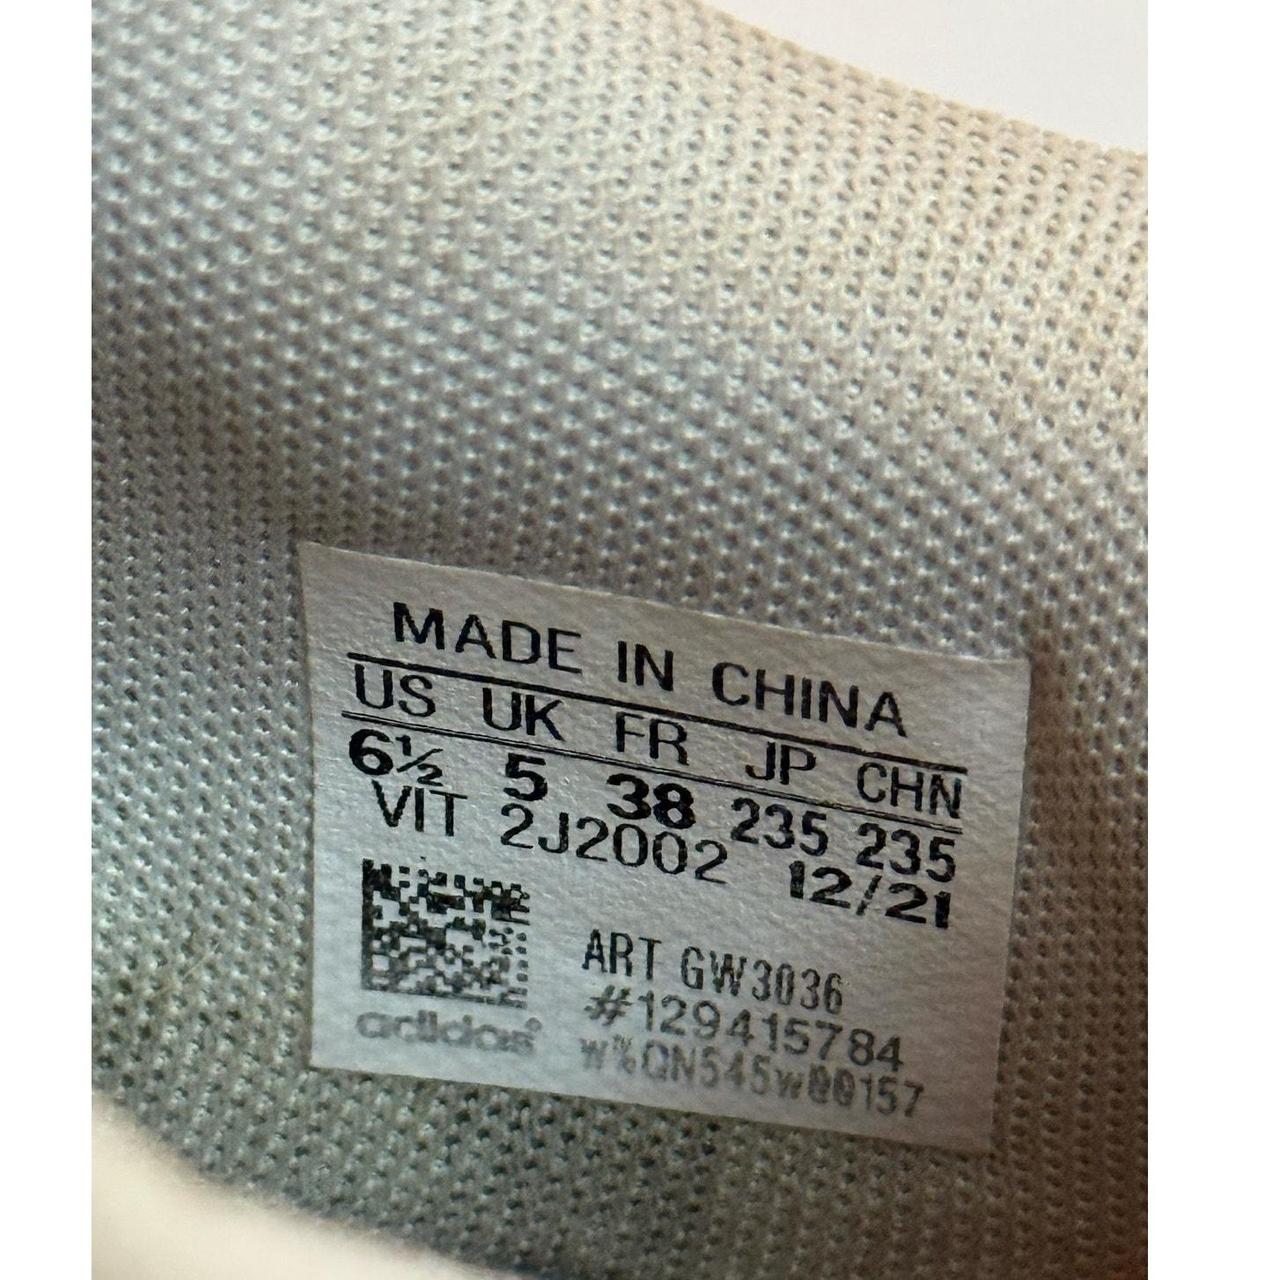 MADE IN CHINA
US UK FR JP CHN
6½ 5 38 235 235
VIT 2J2002 12/21
ART GW3036
#129415784
adidas®
w%QN545w00157